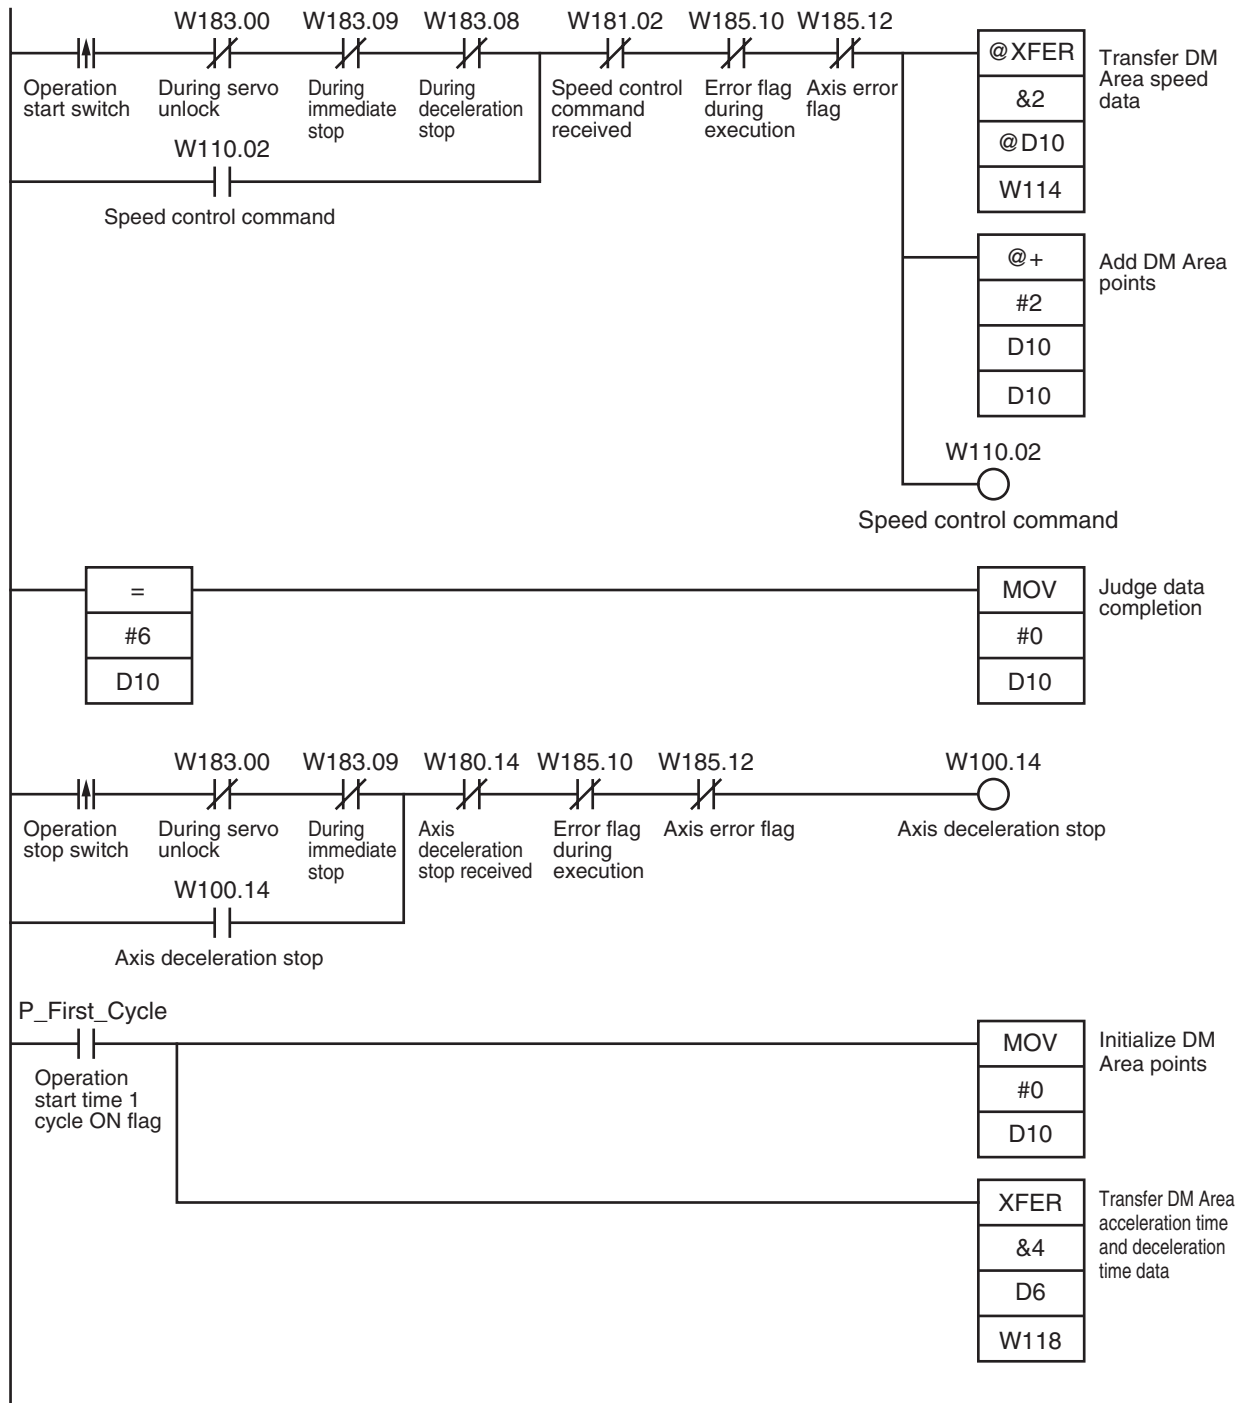 W183.00 W183.09 W183.08 W181.02 W185.10 W185.12
Operation
start switch
During servo
unlock
During
immediate
stop
During
deceleration
stop
Speed control
command
received
Error flag
during
execution
Axis error
flag
@XFER
&2
@D10
W114
Transfer DM
Area speed
data
W110.02
Speed control command
@+
#2
D10
D10
Add DM Area
points
W110.02
Speed control command
=
#6
D10
MOV
#0
D10
Judge data
completion
W183.00 W183.09 W180.14 W185.10 W185.12 W100.14
Operation
stop switch
During servo
unlock
During
immediate
stop
Axis
deceleration
stop received
Error flag
during
execution
Axis error flag
Axis deceleration stop
W100.14
Axis deceleration stop
P_First_Cycle
Operation
start time 1
cycle ON flag
MOV
#0
D10
Initialize DM
Area points
XFER
&4
D6
W118
Transfer DM Area
acceleration time
and deceleration
time data